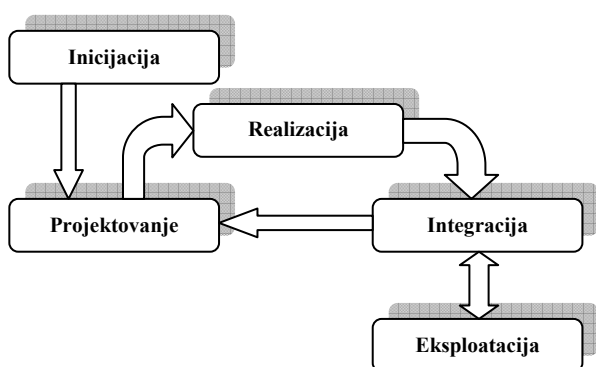 Inicijacija
Realizacija
Projektovanje
Integracija
Eksploatacija